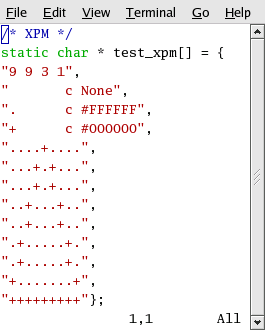 File Edit View Terminal Go Help
/* XPM */
static char * test_xpm[] = {
"9 9 3 1",
"       c None",
".      c #FFFFFF",
"+      c #000000",
"....+....",
"...+.+...",
"...+.+...",
"..+...+..",
"..+...+..",
".+.....+.",
".+.....+.",
"+.......+",
"+++++++++"};
1,1 All